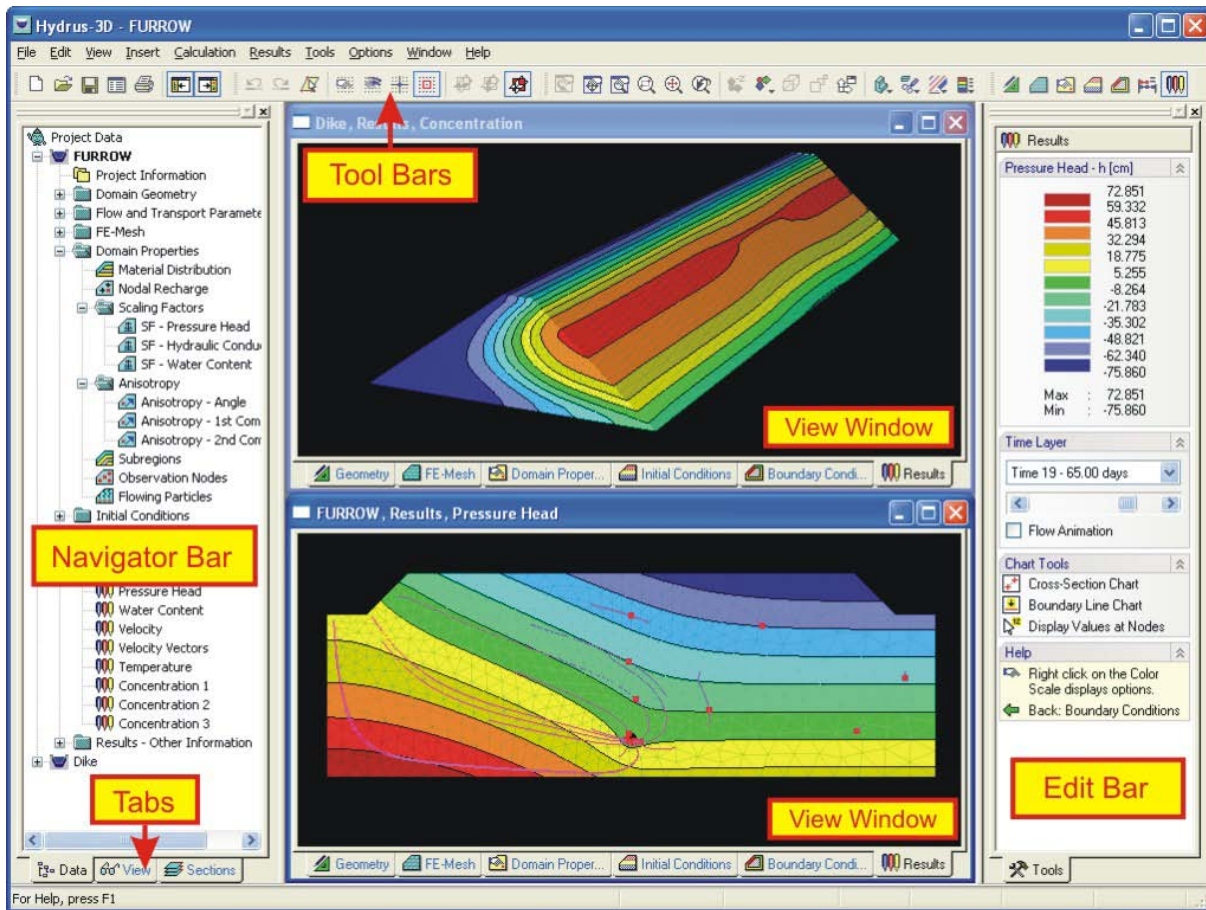 Hydrus-3D - FURROW
File Edit View Insert Calculation Results Tools Options Window Help
Tool Bars
Project Data
FURROW
Project Information
Domain Geometry
Flow and Transport Paramete
FE-Mesh
Domain Properties
Material Distribution
Nodal Recharge
Scaling Factors
SF - Pressure Head
SF - Hydraulic Condu
SF - Water Content
Anisotropy
Anisotropy - Angle
Anisotropy - 1st Com
Anisotropy - 2nd Com
Subregions
Observation Nodes
Flowing Particles
Initial Conditions
Navigator Bar
Pressure Head
Water Content
Velocity
Velocity Vectors
Temperature
Concentration 1
Concentration 2
Concentration 3
Results - Other Information
Dike
Tabs
Data View Sections
Dike, Results, Concentration
View Window
Geometry FE-Mesh Domain Proper... Initial Conditions Boundary Condi... Results
FURROW, Results, Pressure Head
View Window
Geometry FE-Mesh Domain Proper... Initial Conditions Boundary Condi... Results
Results
Pressure Head - h [cm]
72.851
59.332
45.813
32.294
18.775
5.255
-8.264
-21.783
-35.302
-48.821
-62.340
-75.860
Max : 72.851
Min : -75.860
Time Layer
Time 19 - 65.00 days
Flow Animation
Chart Tools
Cross-Section Chart
Boundary Line Chart
Display Values at Nodes
Help
Right click on the Color
Scale displays options.
Back: Boundary Conditions
Edit Bar
Tools
For Help, press F1